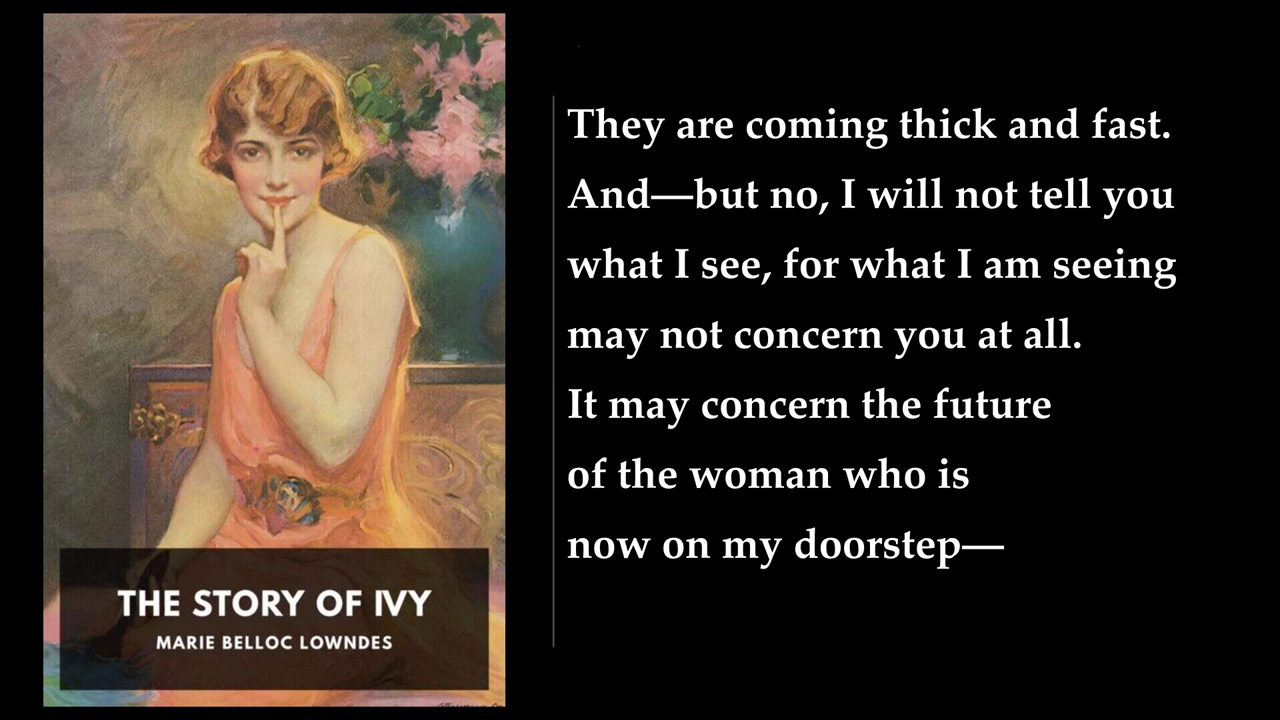 THE STORY OF IVY
MARIE BELLOC LOWNDES
They are coming thick and fast.
And—but no, I will not tell you
what I see, for what I am seeing
may not concern you at all.
It may concern the future
of the woman who is
now on my doorstep—